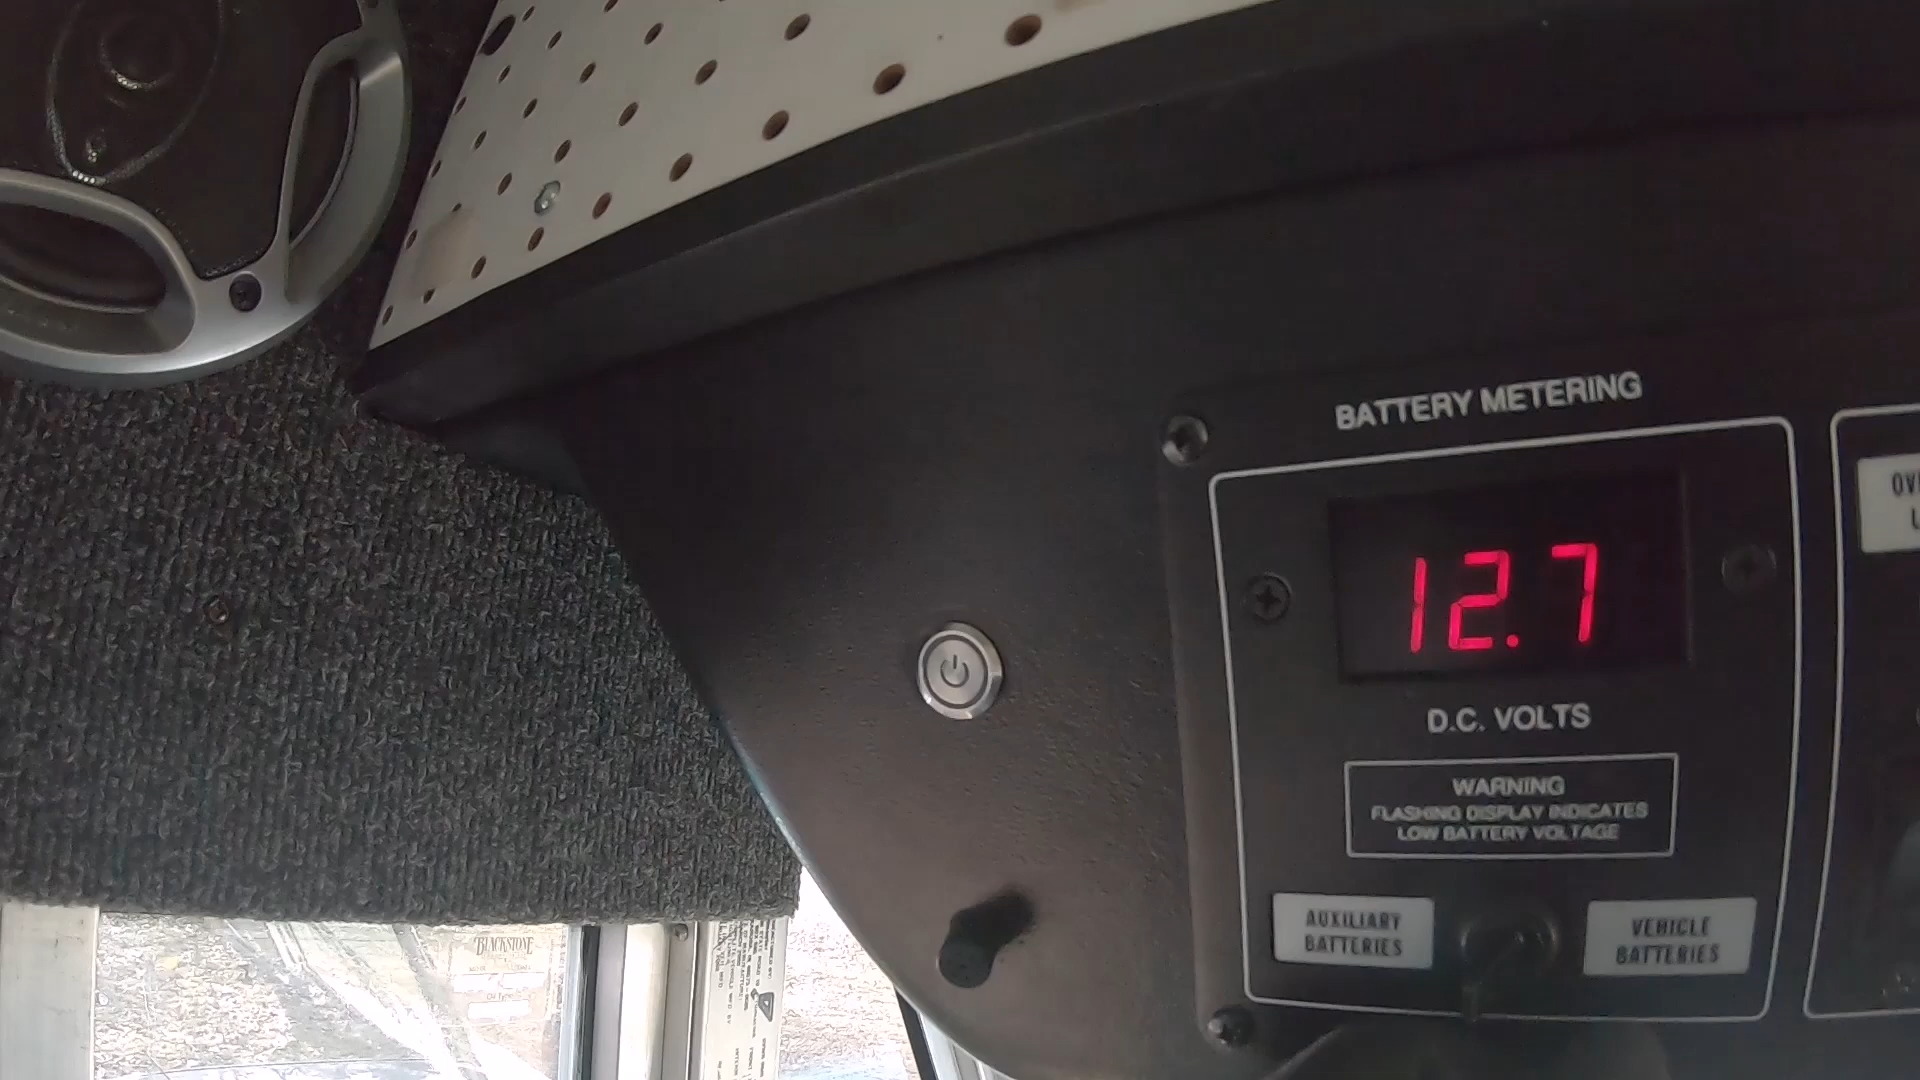 BATTERY METERING
12.7
D.C. VOLTS
WARNING
FLASHING DISPLAY INDICATES
LOW BATTERY VOLTAGE
AUXILIARY
BATTERIES
VEHICLE
BATTERIES
BLACKSTONE